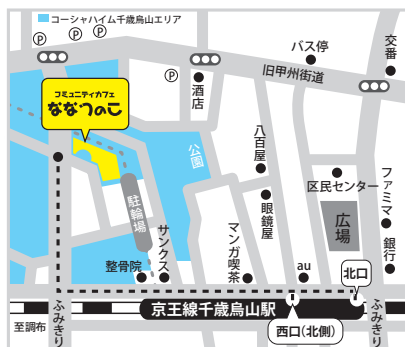 コーシャハイム千歳烏山エリア
P
P
P
P
バス停
交番
旧甲州街道
酒店
コミュニティカフェ
ななつのこ
公園
八百屋
眼鏡屋
区民センター
広場
ファミマ
銀行
駐輪場
サンクス
整骨院
マンガ喫茶
au
北口
京王線千歳烏山駅
西口(北側)
至調布
ふみきり
ふみきり